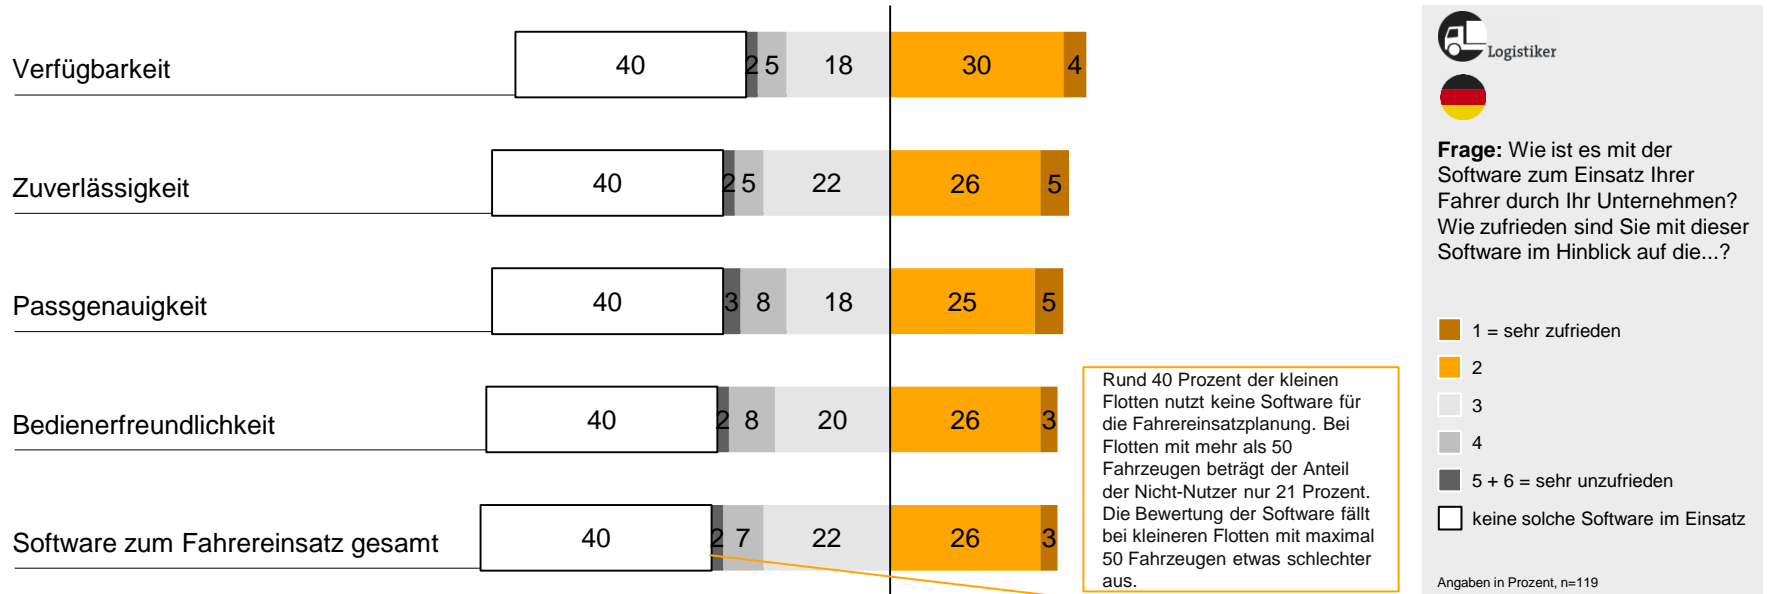 Verfügbarkeit
40 2 5 18 30 4
Zuverlässigkeit
40 2 5 22 26 5
Passgenauigkeit
40 3 8 18 25 5
Bedienerfreundlichkeit
40 2 8 20 26 3
Software zum Fahrereinsatz gesamt
40 2 7 22 26 3
Rund 40 Prozent der kleinen
Flotten nutzt keine Software für
die Fahrereinsatzplanung. Bei
Flotten mit mehr als 50
Fahrzeugen beträgt der Anteil
der Nicht-Nutzer nur 21 Prozent.
Die Bewertung der Software fällt
bei kleineren Flotten mit maximal
50 Fahrzeugen etwas schlechter
aus.
Logistiker
Frage: Wie ist es mit der
Software zum Einsatz Ihrer
Fahrer durch Ihr Unternehmen?
Wie zufrieden sind Sie mit dieser
Software im Hinblick auf die...?
1 = sehr zufrieden
2
3
4
5 + 6 = sehr unzufrieden
keine solche Software im Einsatz
Angaben in Prozent, n=119